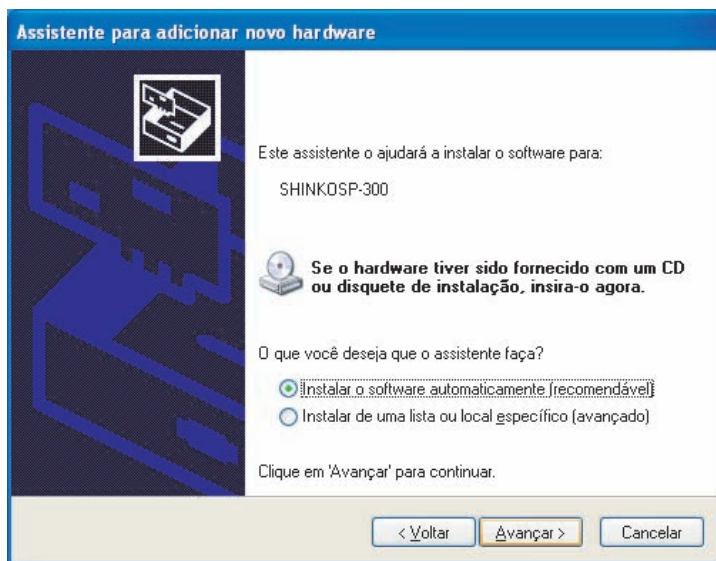 Assistente para adicionar novo hardware
Este assistente o ajudará a instalar o software para:
SHINKOSP-300
Se o hardware tiver sido fornecido com um CD
ou disquete de instalação, insira-o agora.
O que você deseja que o assistente faça?
Instalar o software automaticamente (recomendável)
Instalar de uma lista ou local específico (avançado)
Clique em 'Avançar' para continuar.
< Voltar
Avançar >
Cancelar